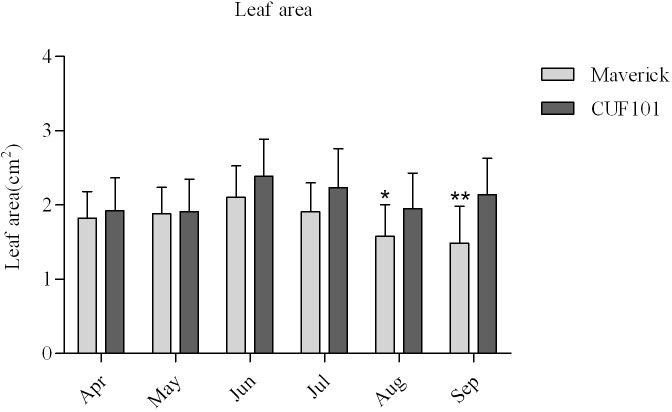 Leaf area
Maverick
CUF101
Leaf area(cm²)
4
3
2
1
0
*
**
Apr
May
Jun
Jul
Aug
Sep